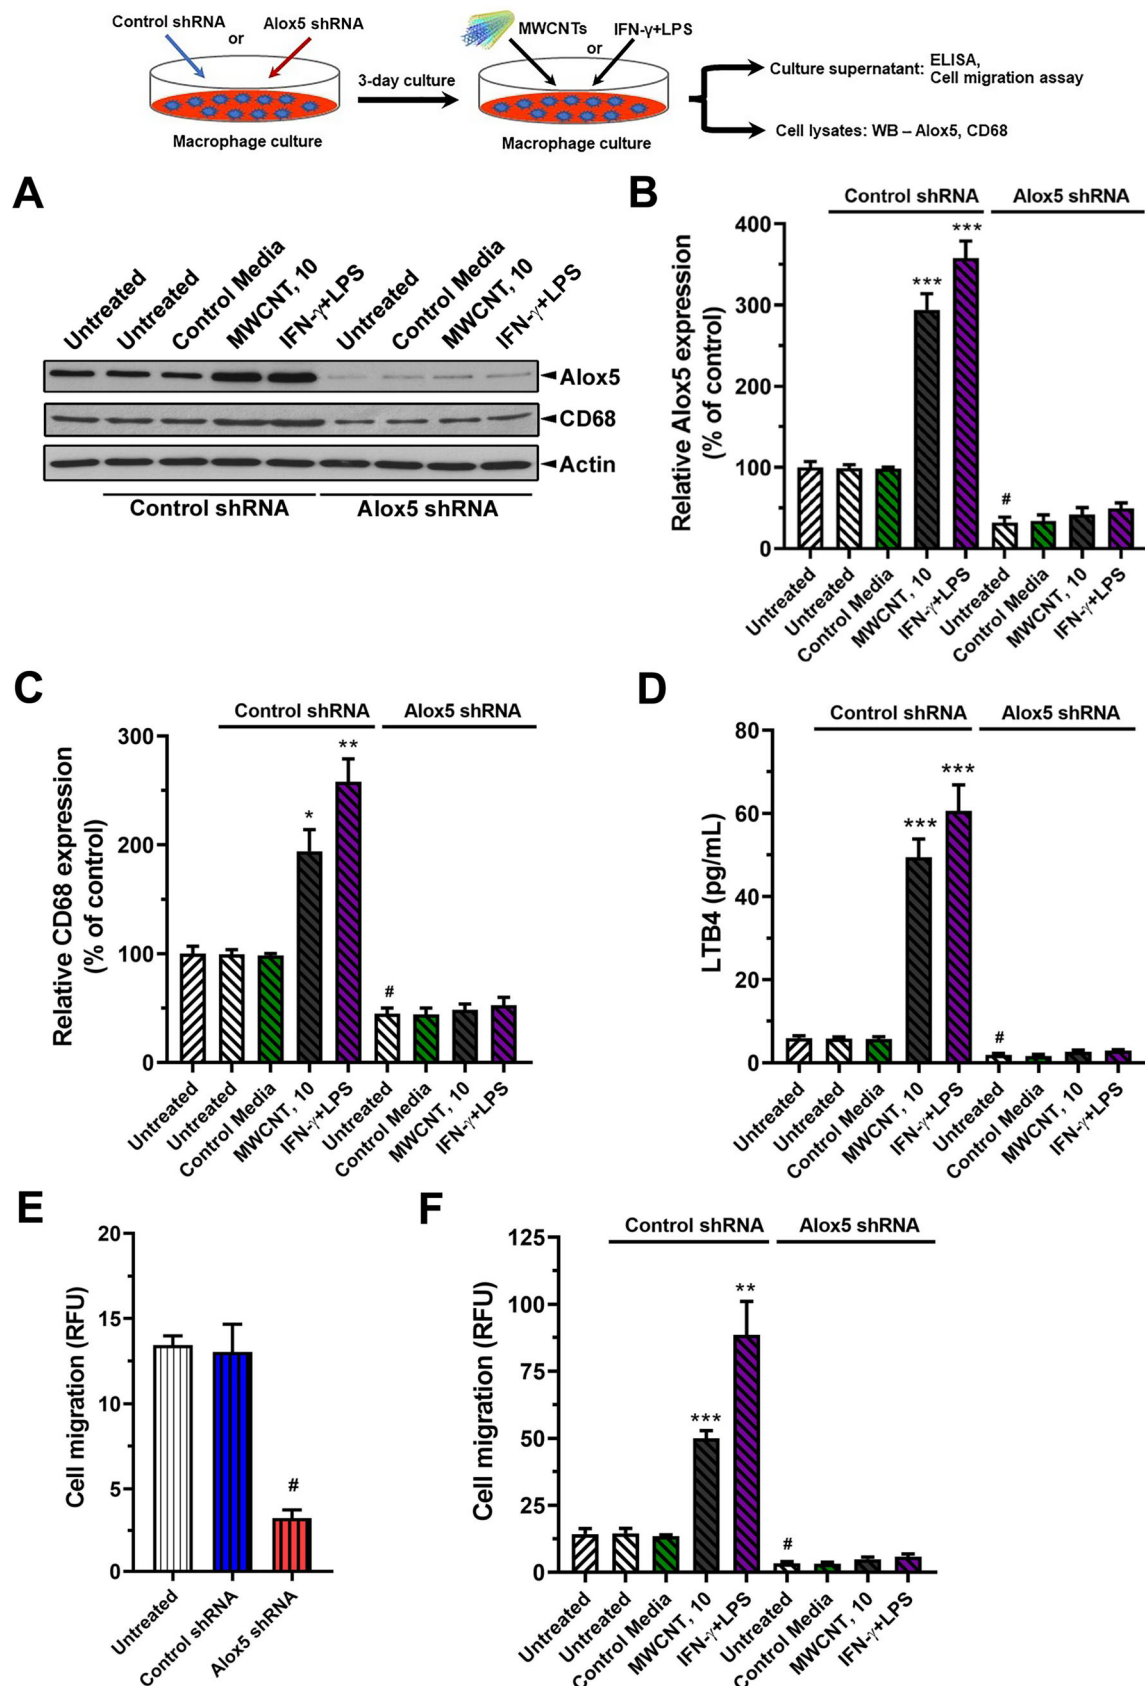 Control shRNA
or
Alox5 shRNA
3-day culture
Macrophage culture
MWCNTs
or
IFN-γ+LPS
Macrophage culture
Culture supernatant: ELISA,
Cell migration assay
Cell lysates: WB – Alox5, CD68
A
Untreated
Untreated
Control Media
MWCNT, 10
IFN-γ+LPS
Untreated
Control Media
MWCNT, 10
IFN-γ+LPS
Alox5
CD68
Actin
Control shRNA
Alox5 shRNA
B
Control shRNA
Alox5 shRNA
Relative Alox5 expression
(% of control)
400
300
200
100
0
***
***
#
Untreated
Untreated
Control Media
MWCNT, 10
IFN-γ+LPS
Untreated
Control Media
MWCNT, 10
IFN-γ+LPS
C
Control shRNA
Alox5 shRNA
Relative CD68 expression
(% of control)
300
200
100
0
*
**
#
Untreated
Untreated
Control Media
MWCNT, 10
IFN-γ+LPS
Untreated
Control Media
MWCNT, 10
IFN-γ+LPS
D
Control shRNA
Alox5 shRNA
LTB4 (pg/mL)
80
60
40
20
0
***
***
#
Untreated
Untreated
Control Media
MWCNT, 10
IFN-γ+LPS
Untreated
Control Media
MWCNT, 10
IFN-γ+LPS
E
Cell migration (RFU)
20
15
10
5
0
#
Untreated
Control shRNA
Alox5 shRNA
F
Control shRNA
Alox5 shRNA
Cell migration (RFU)
125
100
75
50
25
0
***
**
#
Untreated
Untreated
Control Media
MWCNT, 10
IFN-γ+LPS
Untreated
Control Media
MWCNT, 10
IFN-γ+LPS